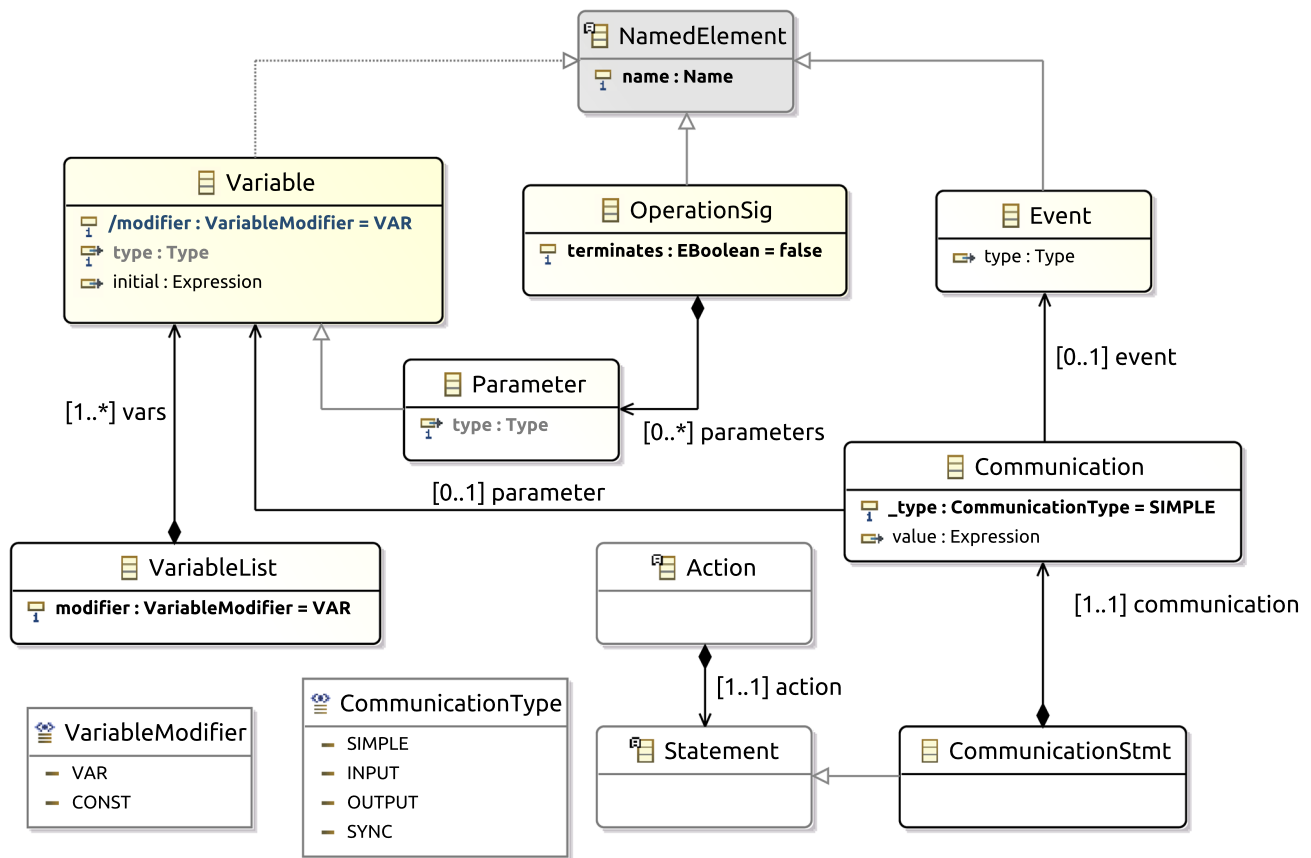 NamedElement
name : Name
Variable
/modifier : VariableModifier = VAR
type : Type
initial : Expression
OperationSig
terminates : EBoolean = false
Event
type : Type
[0..1] event
Parameter
type : Type
[1..*] vars
[0..*] parameters
Communication
_type : CommunicationType = SIMPLE
value : Expression
[0..1] parameter
VariableList
modifier : VariableModifier = VAR
Action
[1..1] communication
[1..1] action
VariableModifier
VAR
CONST
CommunicationType
SIMPLE
INPUT
OUTPUT
SYNC
Statement
CommunicationStmt